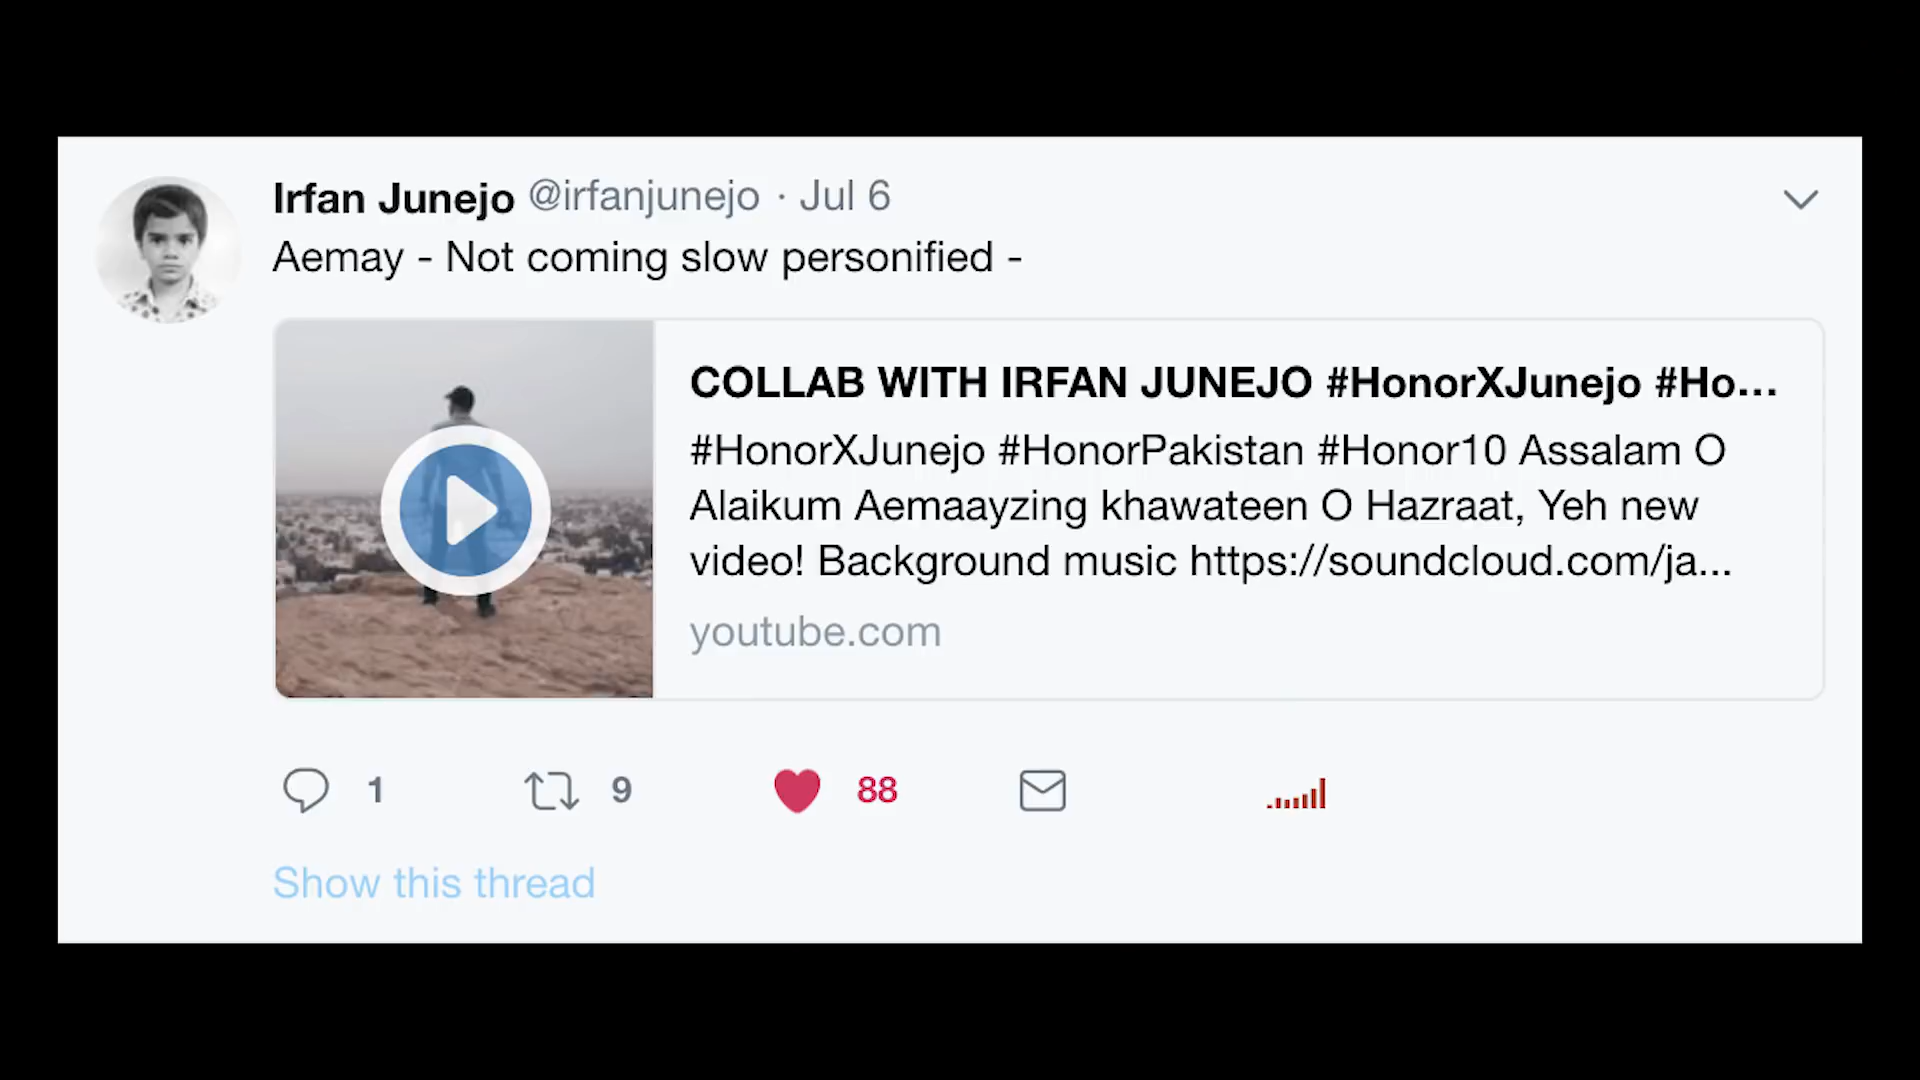 Irfan Junejo @irfanjunejo · Jul 6
Aemay - Not coming slow personified -
COLLAB WITH IRFAN JUNEJO #HonorXJunejo #Ho...
#HonorXJunejo #HonorPakistan #Honor10 Assalam O
Alaikum Aemaayzing khawateen O Hazraat, Yeh new
video! Background music https://soundcloud.com/ja...
youtube.com
1 9 88
Show this thread